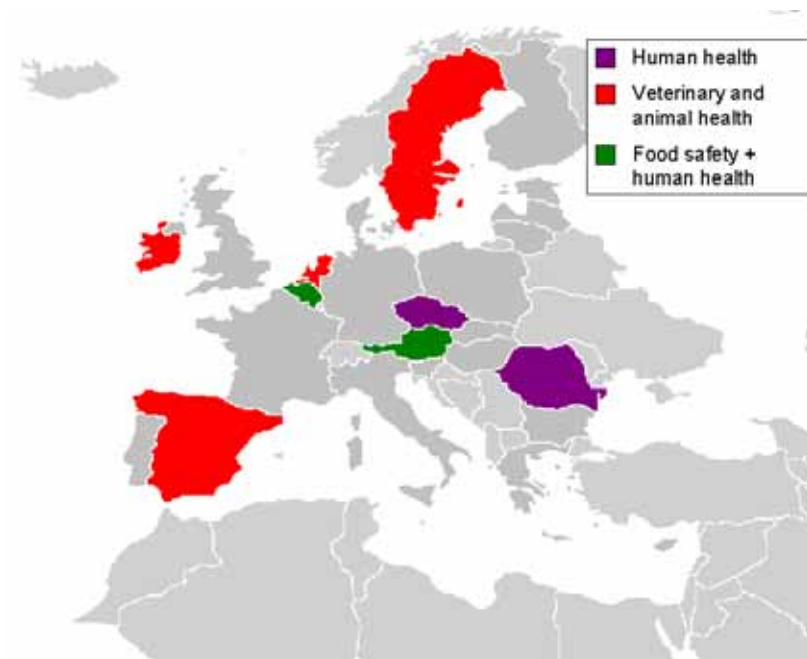 Human health
Veterinary and
animal health
Food safety +
human health